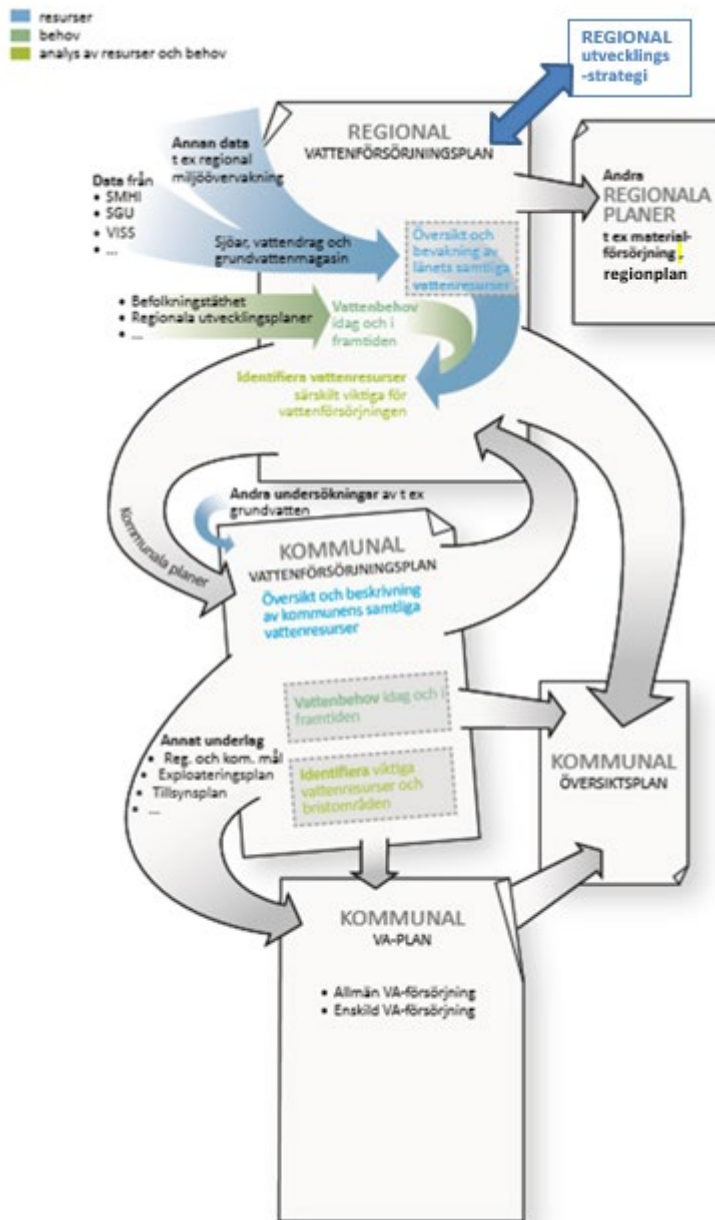 resurser
behov
analys av resurser och behov
REGIONAL
utvecklings
-strategi
REGIONAL
VATTENFÖRSÖRJNINGSPLAN
Annan data
t ex regional
miljöövervakning
Data från
• SMHI
• SGU
• VISS
• ...
Sjöar, vattendrag och
grundvattenmagasin
Översikt och
bevakning av
länets samtliga
vattenresurser
Andra
REGIONALA
PLANER
t ex material-
försörjning ,
regionplan
• Befolkningstäthet
• Regionala utvecklingsplaner
• ...
Vattenbehov
idag och i
framtiden
Identifiera vattenresurser
särskilt viktiga för
vattenförsörjningen
Kommunala planer
Andra undersökningar av t ex
grundvatten
KOMMUNAL
VATTENFÖRSÖRJNINGSPLAN
Översikt och beskrivning
av kommunens samtliga
vattenresurser
Vattenbehov idag och i
framtiden
Annat underlag
• Reg. och kom. mål
• Exploateringsplan
• Tillsynsplan
• ...
Identifiera viktiga
vattenresurser och
bristområden
KOMMUNAL
ÖVERSIKTSPLAN
KOMMUNAL
VA-PLAN
• Allmän VA-försörjning
• Enskild VA-försörjning